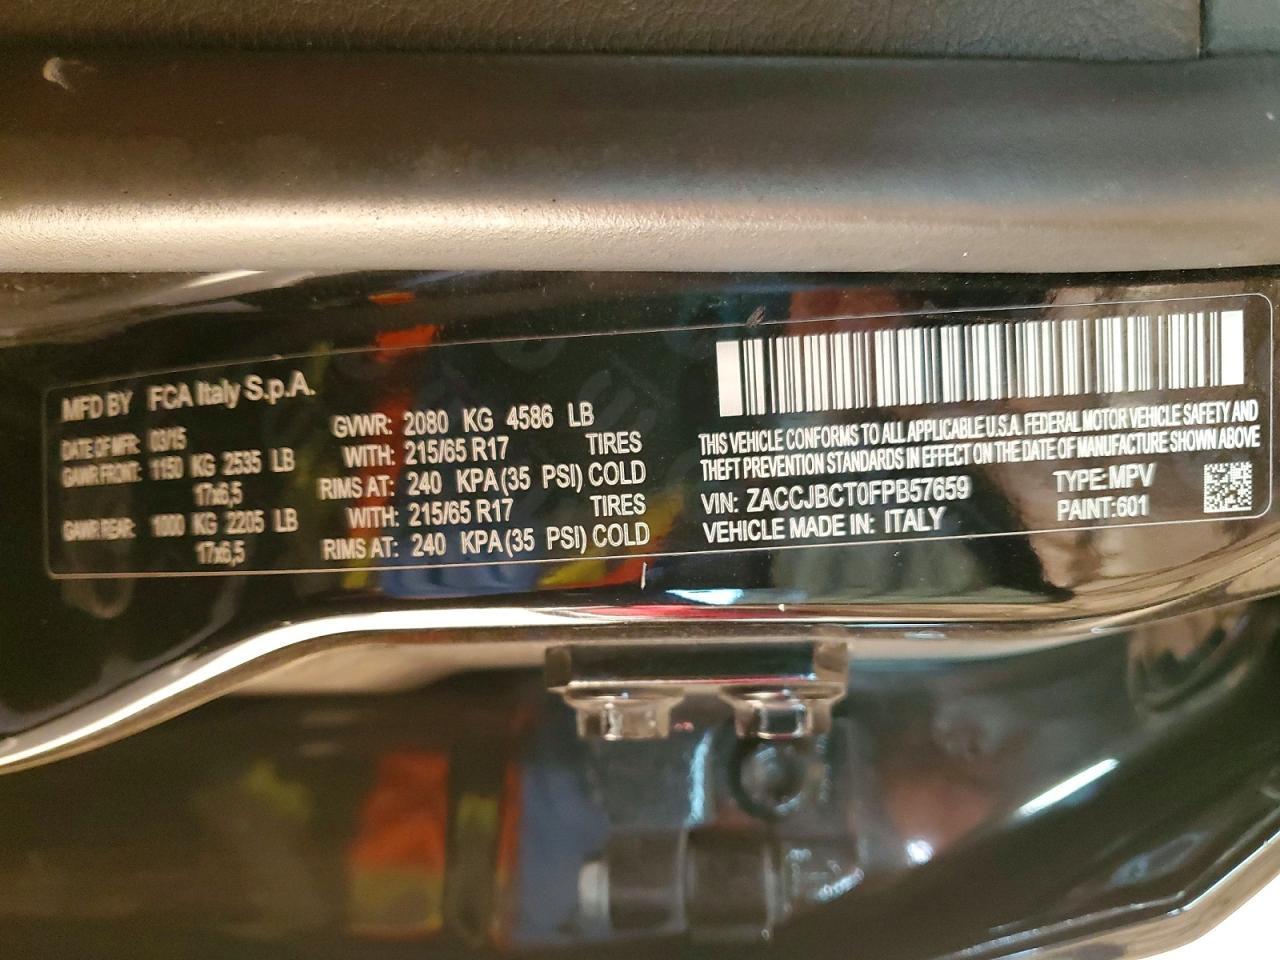 MFD BY FCA Italy S.p.A.
DATE OF MFR: 03/15 GVWR: 2080 KG 4586 LB
GAWR FRONT: 1150 KG 2535 LB WITH: 215/65 R17 TIRES
17x6,5 RIMS AT: 240 KPA(35 PSI) COLD
GAWR REAR: 1000 KG 2205 LB WITH: 215/65 R17 TIRES
17x6,5 RIMS AT: 240 KPA(35 PSI) COLD
THIS VEHICLE CONFORMS TO ALL APPLICABLE U.S.A. FEDERAL MOTOR VEHICLE SAFETY AND
THEFT PREVENTION STANDARDS IN EFFECT ON THE DATE OF MANUFACTURE SHOWN ABOVE
VIN: ZACCJBCT0FPB57659 TYPE:MPV
VEHICLE MADE IN: ITALY PAINT:601